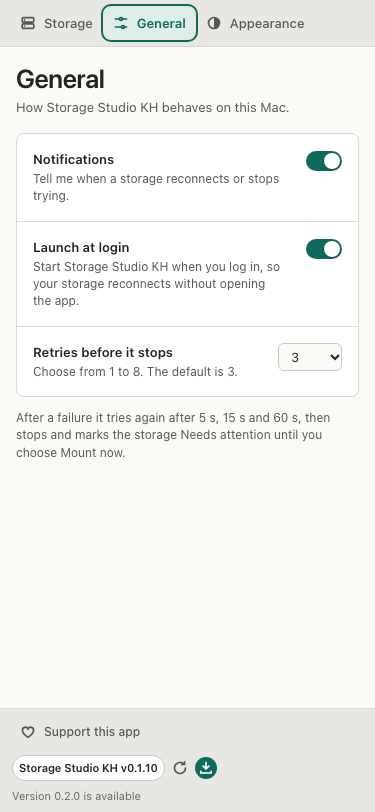 Storage
General
Appearance
General
How Storage Studio KH behaves on this Mac.
Notifications
Tell me when a storage reconnects or stops
trying.
Launch at login
Start Storage Studio KH when you log in, so
your storage reconnects without opening
the app.
Retries before it stops
Choose from 1 to 8. The default is 3.
3
After a failure it tries again after 5 s, 15 s and 60 s, then
stops and marks the storage Needs attention until you
choose Mount now.
Support this app
Storage Studio KH v0.1.10
Version 0.2.0 is available